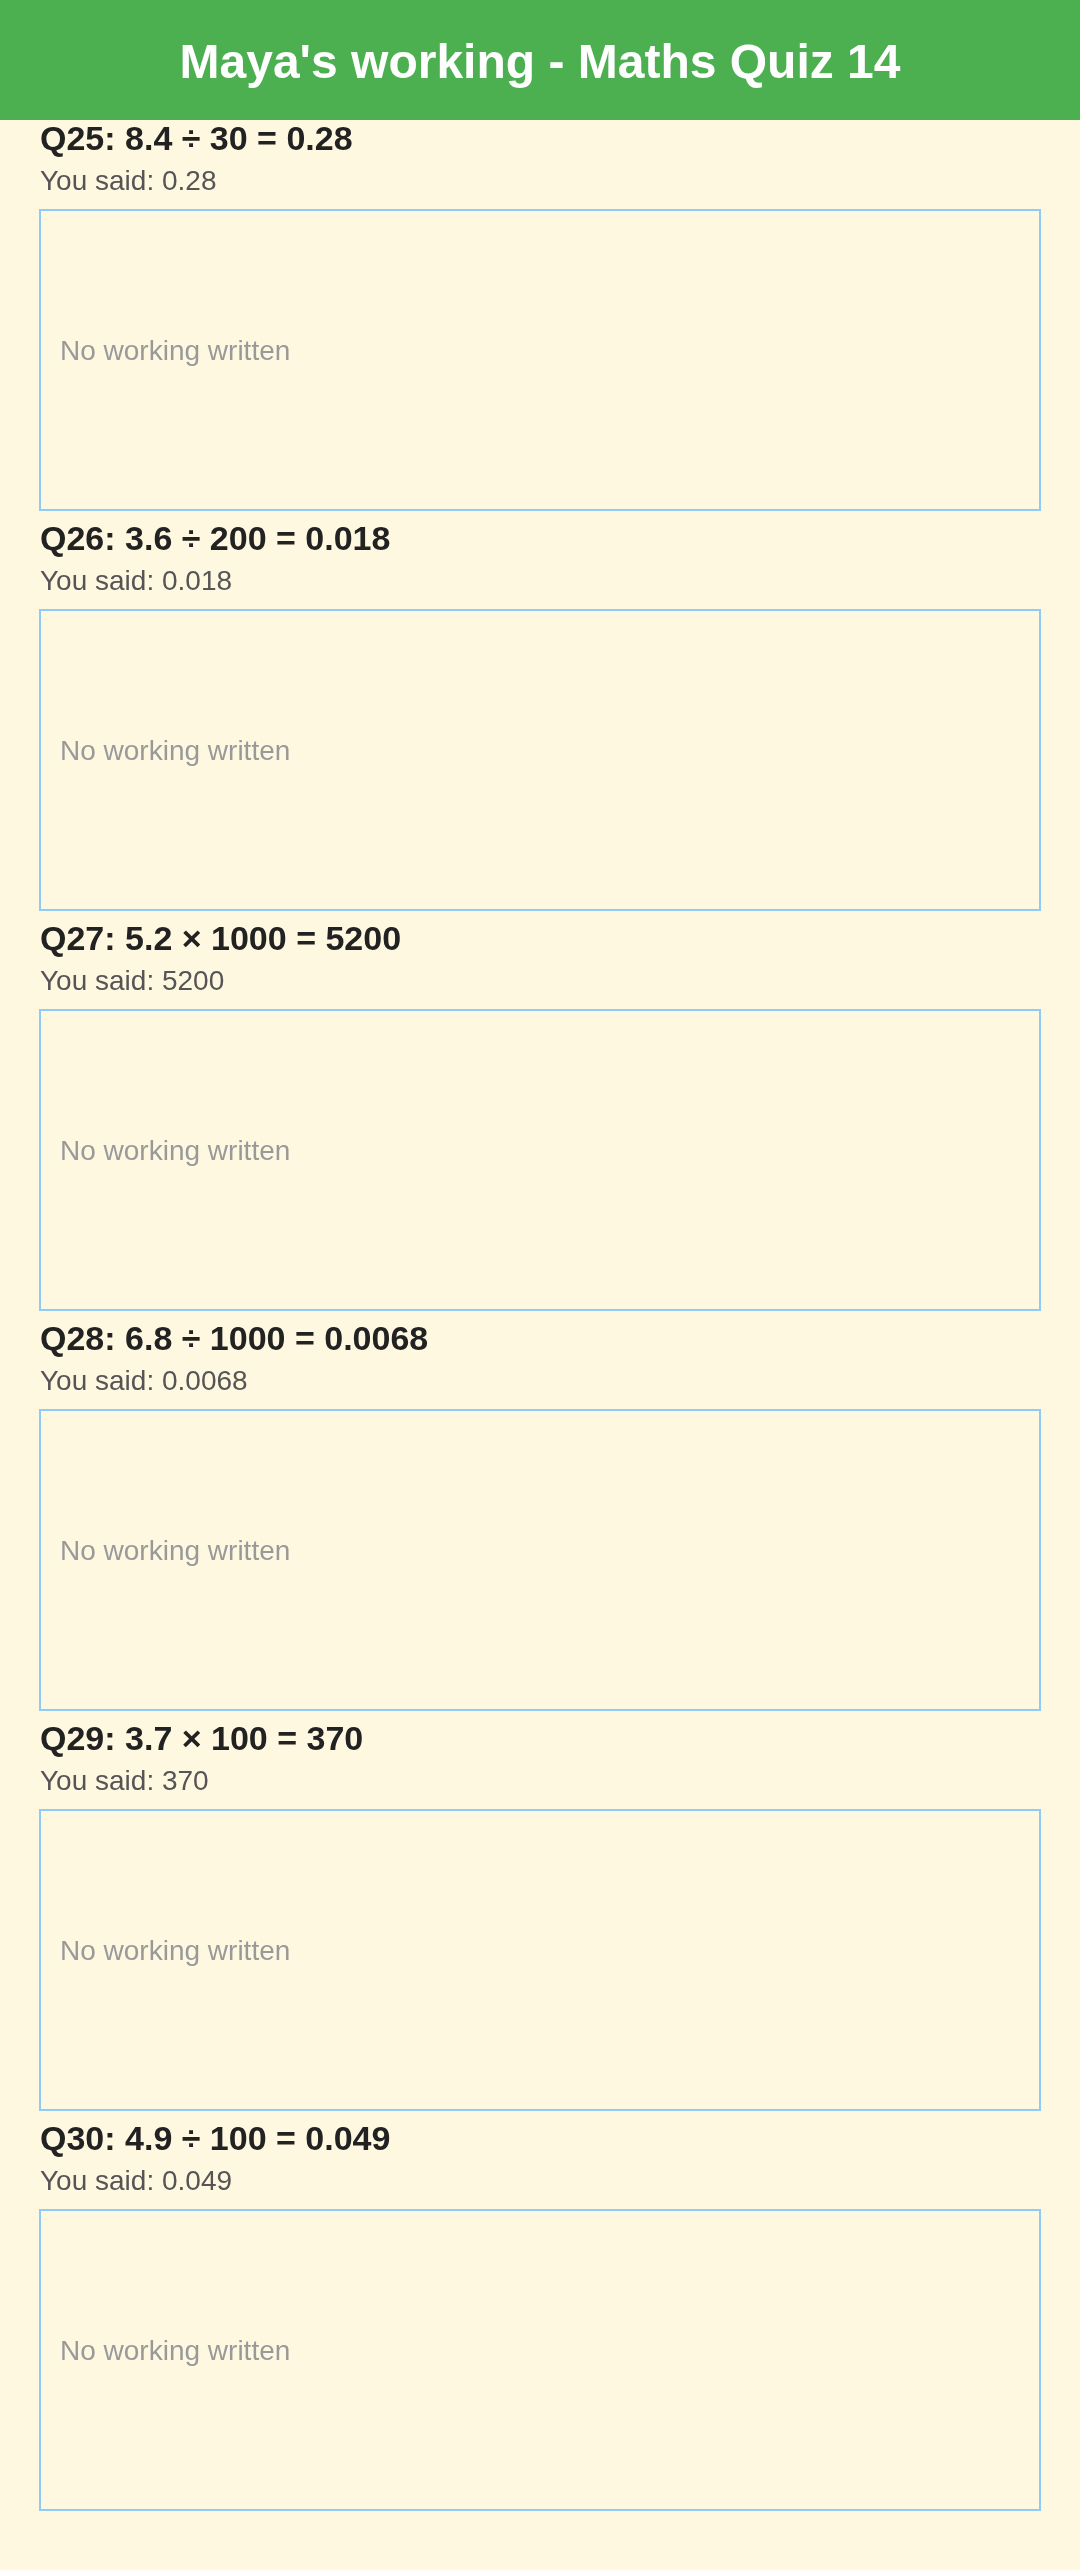 Maya's working - Maths Quiz 14
Q25: 8.4 ÷ 30 = 0.28
You said: 0.28
No working written
Q26: 3.6 ÷ 200 = 0.018
You said: 0.018
No working written
Q27: 5.2 × 1000 = 5200
You said: 5200
No working written
Q28: 6.8 ÷ 1000 = 0.0068
You said: 0.0068
No working written
Q29: 3.7 × 100 = 370
You said: 370
No working written
Q30: 4.9 ÷ 100 = 0.049
You said: 0.049
No working written